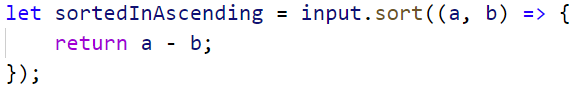 let sortedInAscending = input.sort((a, b) => {
    return a - b;
});